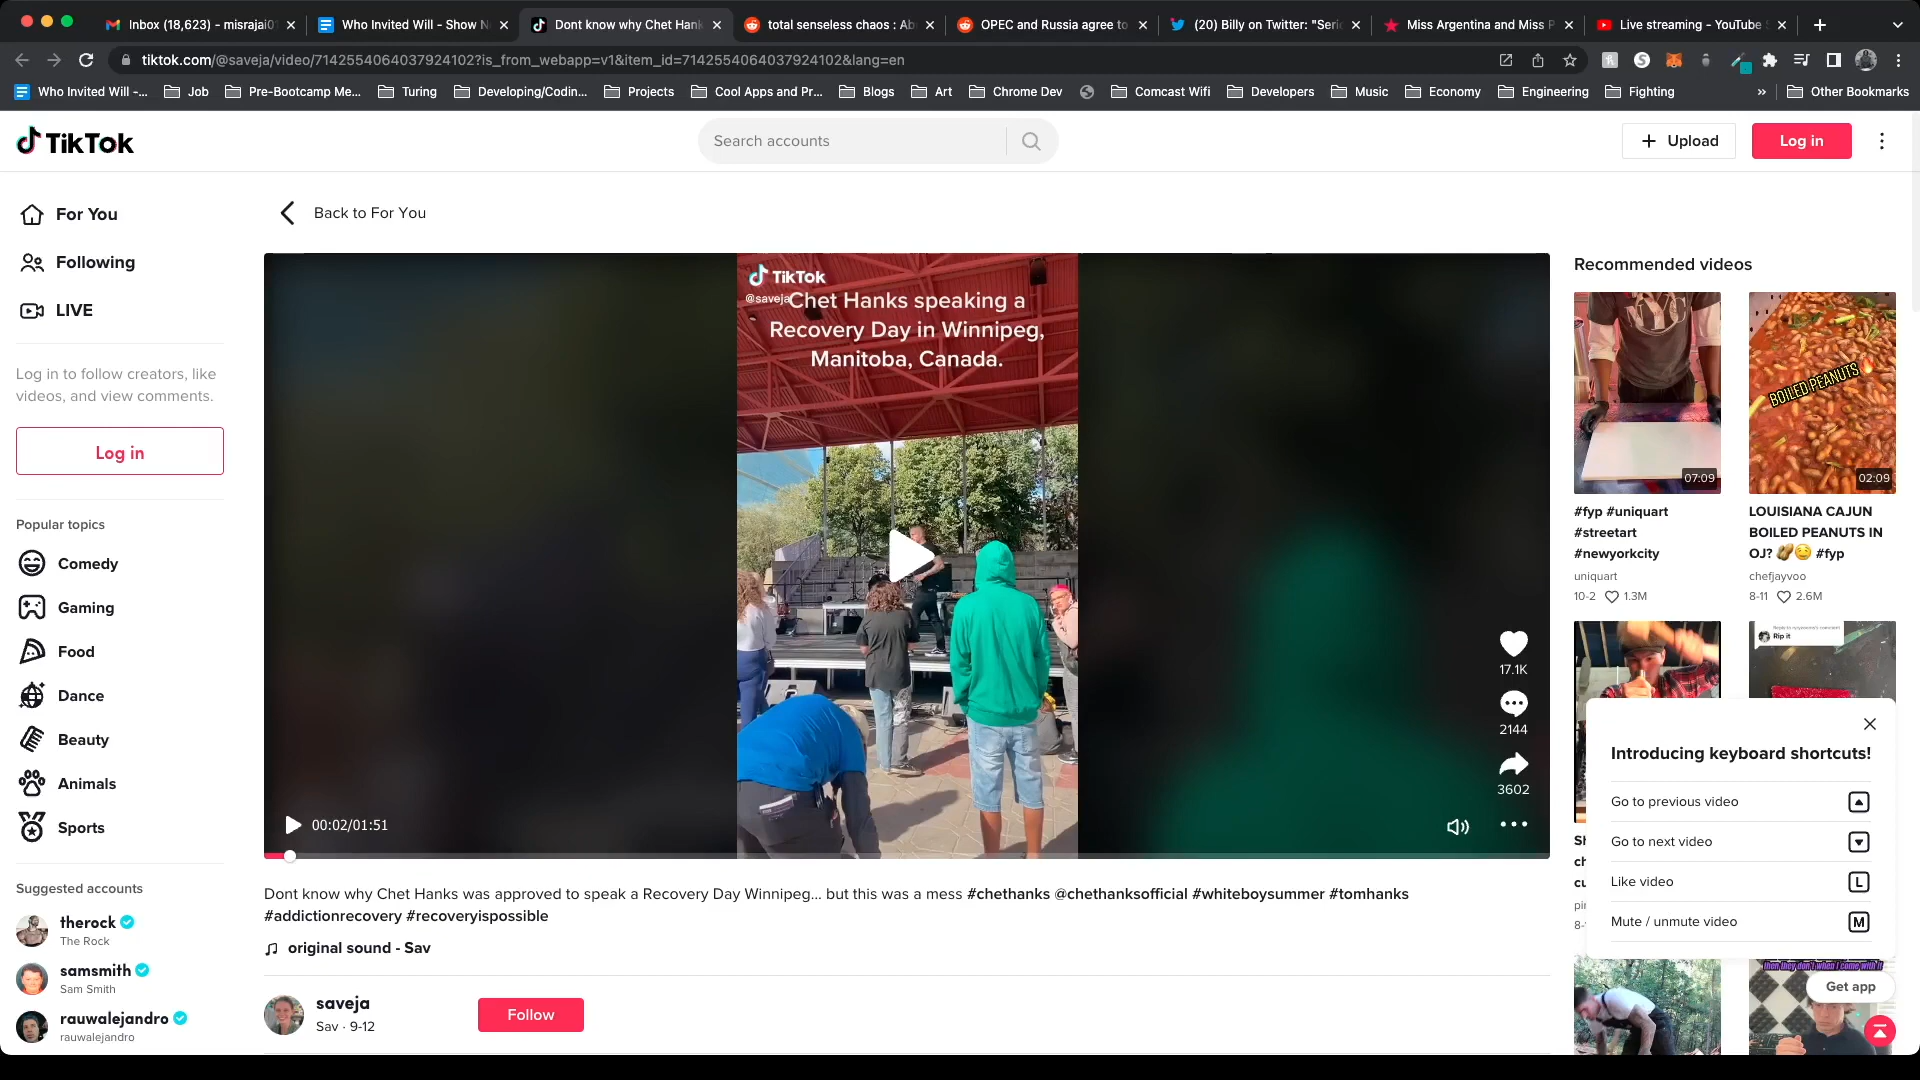 Inbox (18,623) - misrajai0
Who Invited Will - Show N
Dont know why Chet Hank
total senseless chaos : Ab
OPEC and Russia agree to
(20) Billy on Twitter: "Serio
Miss Argentina and Miss P
Live streaming - YouTube S
tiktok.com/@saveja/video/7142554064037924102?is_from_webapp=v1&item_id=7142554064037924102&lang=en
Who Invited Will -...
Job
Pre-Bootcamp Me...
Turing
Developing/Codin...
Projects
Cool Apps and Pr...
Blogs
Art
Chrome Dev
Comcast Wifi
Developers
Music
Economy
Engineering
Fighting
»
Other Bookmarks
TikTok
Search accounts
Upload
Log in
For You
Following
LIVE
Log in to follow creators, like
videos, and view comments.
Log in
Popular topics
Comedy
Gaming
Food
Dance
Beauty
Animals
Sports
Suggested accounts
therock
The Rock
samsmith
Sam Smith
rauwalejandro
rauwalejandro
Back to For You
TikTok
@saveja
Chet Hanks speaking a
Recovery Day in Winnipeg,
Manitoba, Canada.
17.1K
2144
3602
00:02/01:51
Dont know why Chet Hanks was approved to speak a Recovery Day Winnipeg... but this was a mess #chethanks @chethanksofficial #whiteboysummer #tomhanks
#addictionrecovery #recoveryispossible
original sound - Sav
saveja
Sav · 9-12
Follow
Recommended videos
07:09
#fyp #uniquart
#streetart
#newyorkcity
uniquart
10-2 1.3M
BOILED PEANUTS
02:09
LOUISIANA CAJUN
BOILED PEANUTS IN
OJ? 🥜😋 #fyp
chefjayvoo
8-11 2.6M
Rip it
Introducing keyboard shortcuts!
Go to previous video
Go to next video
Like video L
Mute / unmute video M
then they don't when I come with it
Get app